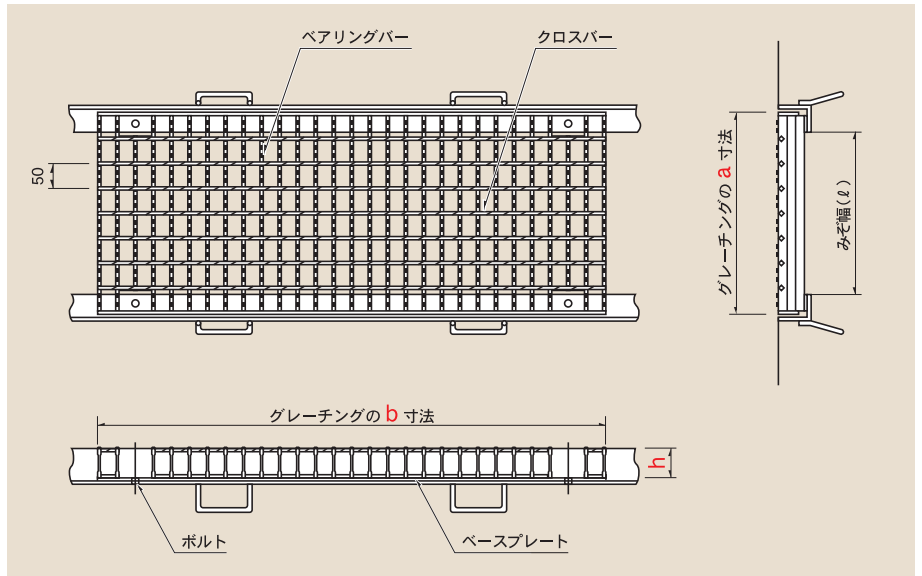 ベアリングバー
クロスバー
50
グレーチングの a 寸法
みぞ幅(ℓ)
グレーチングの b 寸法
h
ボルト
ベースプレート